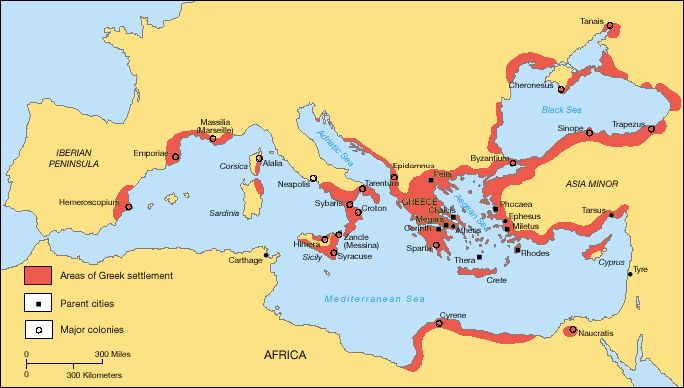 Tanais
Cheronesus
Black Sea
Sinope
Trapezus
Massilia
(Marseille)
Adriatic Sea
IBERIAN
PENINSULA
Emporiae
Corsica
Alalia
Epidamnus
Byzantium
Pella
Neapolis
Tarentum
ASIA MINOR
Hemeroscopium
Sardinia
Sybaris
Croton
GREECE
Aegean Sea
Chalcis
Megara
Corinth
Athens
Phocaea
Ephesus
Miletus
Tarsus
Himera
Zancle
(Messina)
Sicily
Syracuse
Sparta
Carthage
Thera
Rhodes
Crete
Cyprus
Tyre
Mediterranean Sea
Cyrene
Naucratis
AFRICA
Areas of Greek settlement
Parent cities
Major colonies
0 300 Miles
0 300 Kilometers